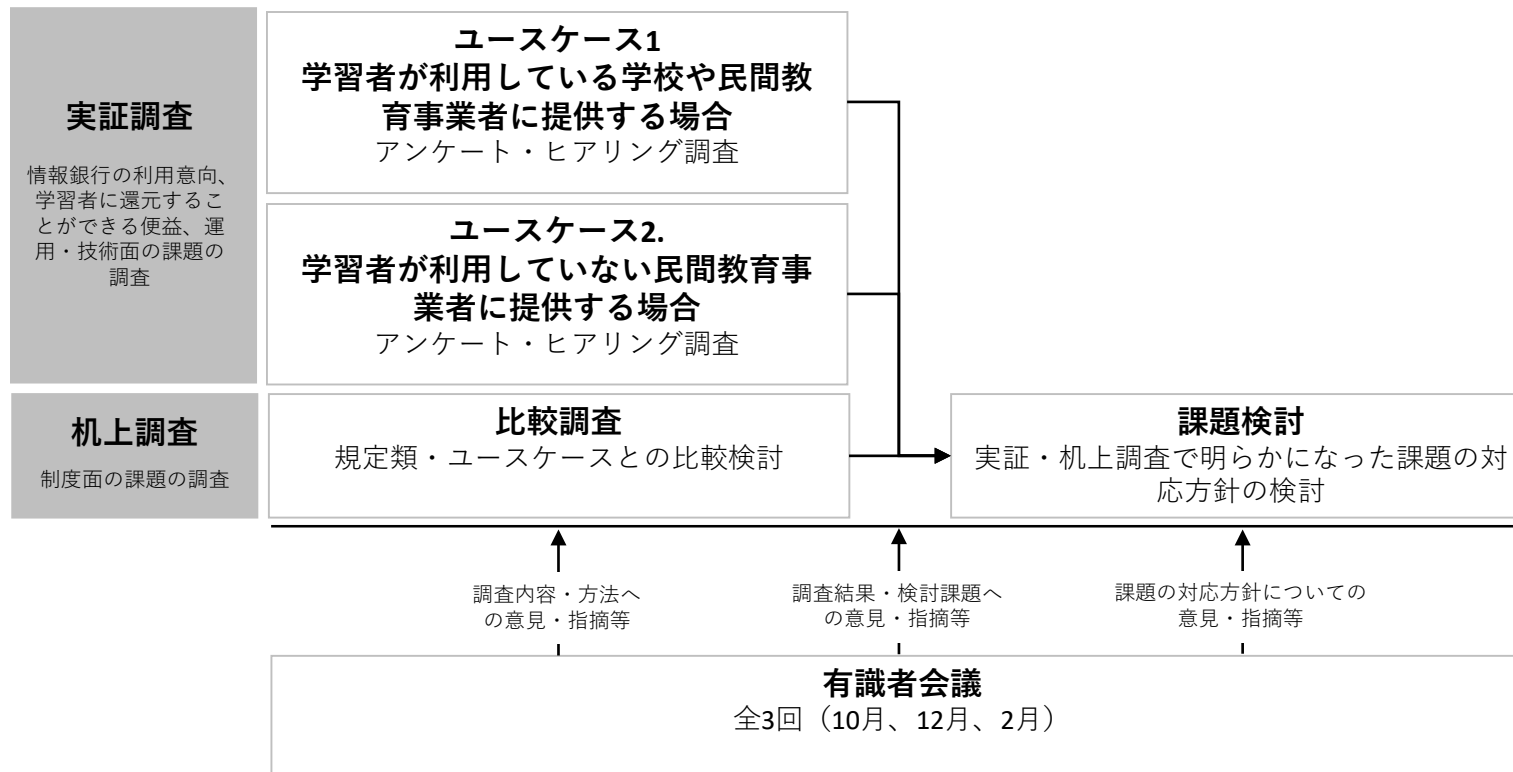 実証調査
情報銀行の利用意向、
学習者に還元するこ
とができる便益、運
用・技術面の課題の
調査
ユースケース1
学習者が利用している学校や民間教
育事業者に提供する場合
アンケート・ヒアリング調査
ユースケース2.
学習者が利用していない民間教育事
業者に提供する場合
アンケート・ヒアリング調査
机上調査
制度面の課題の調査
比較調査
規定類・ユースケースとの比較検討
課題検討
実証・机上調査で明らかになった課題の対
応方針の検討
調査内容・方法へ
の意見・指摘等
調査結果・検討課題へ
の意見・指摘等
課題の対応方針についての
意見・指摘等
有識者会議
全3回（10月、12月、2月）